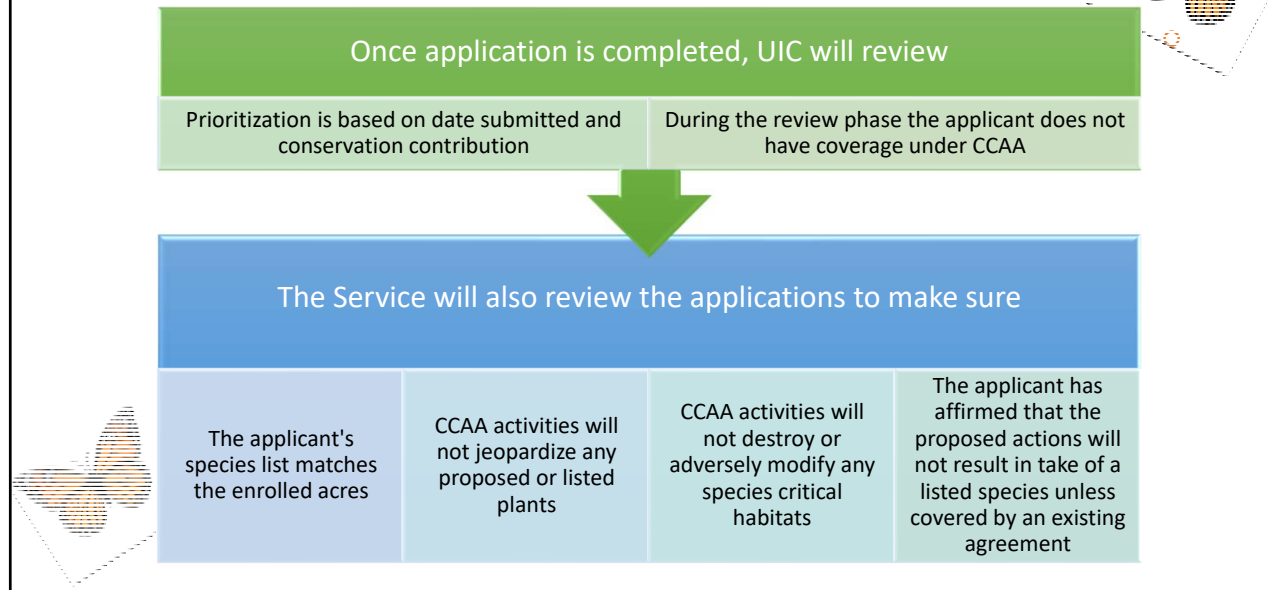 Once application is completed, UIC will review
Prioritization is based on date submitted and
conservation contribution
During the review phase the applicant does not
have coverage under CCAA
The Service will also review the applications to make sure
The applicant's
species list matches
the enrolled acres
CCAA activities will
not jeopardize any
proposed or listed
plants
CCAA activities will
not destroy or
adversely modify any
species critical
habitats
The applicant has
affirmed that the
proposed actions will
not result in take of a
listed species unless
covered by an existing
agreement